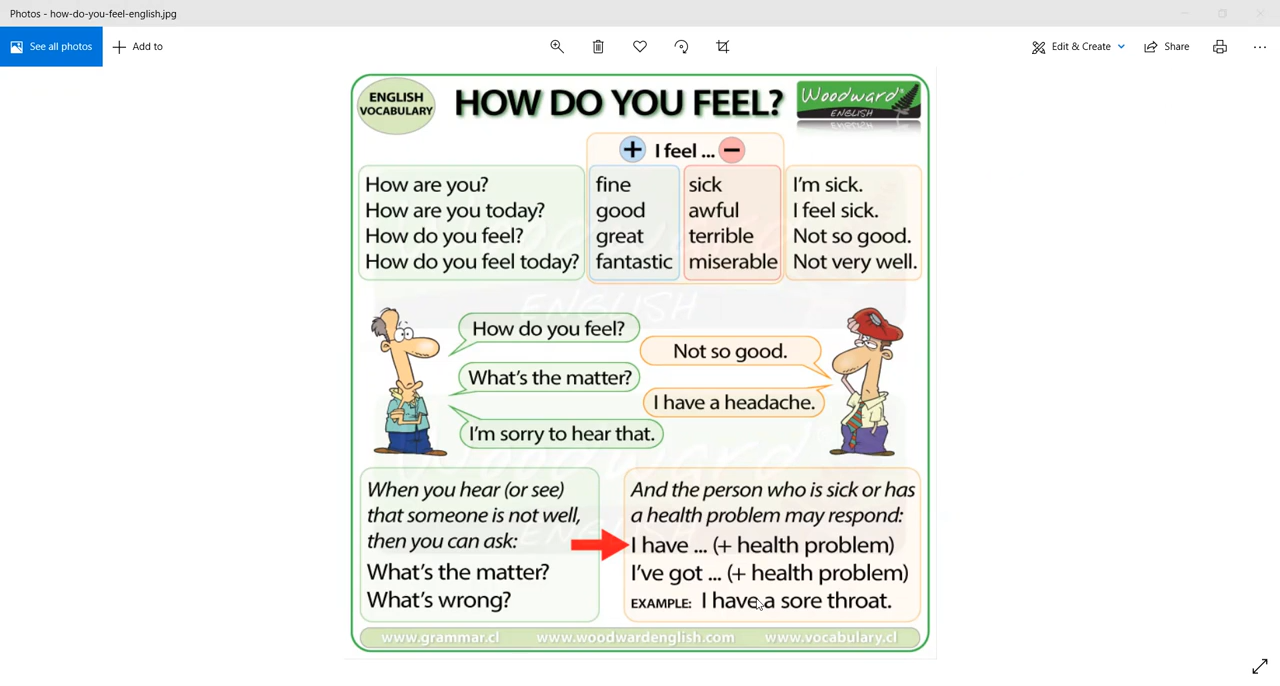 Photos - how-do-you-feel-english.jpg
See all photos
Add to
Edit & Create
Share
ENGLISH
VOCABULARY
HOW DO YOU FEEL?
Woodward®
ENGLISH
+ I feel ... −
How are you?
How are you today?
How do you feel?
How do you feel today?
fine
good
great
fantastic
sick
awful
terrible
miserable
I'm sick.
I feel sick.
Not so good.
Not very well.
How do you feel?
Not so good.
What's the matter?
I have a headache.
I'm sorry to hear that.
When you hear (or see)
that someone is not well,
then you can ask:
What's the matter?
What's wrong?
And the person who is sick or has
a health problem may respond:
I have ... (+ health problem)
I've got ... (+ health problem)
EXAMPLE: I have a sore throat.
www.grammar.cl www.woodwardenglish.com www.vocabulary.cl
Woodward
ENGLISH
Woodward
ENGLISH